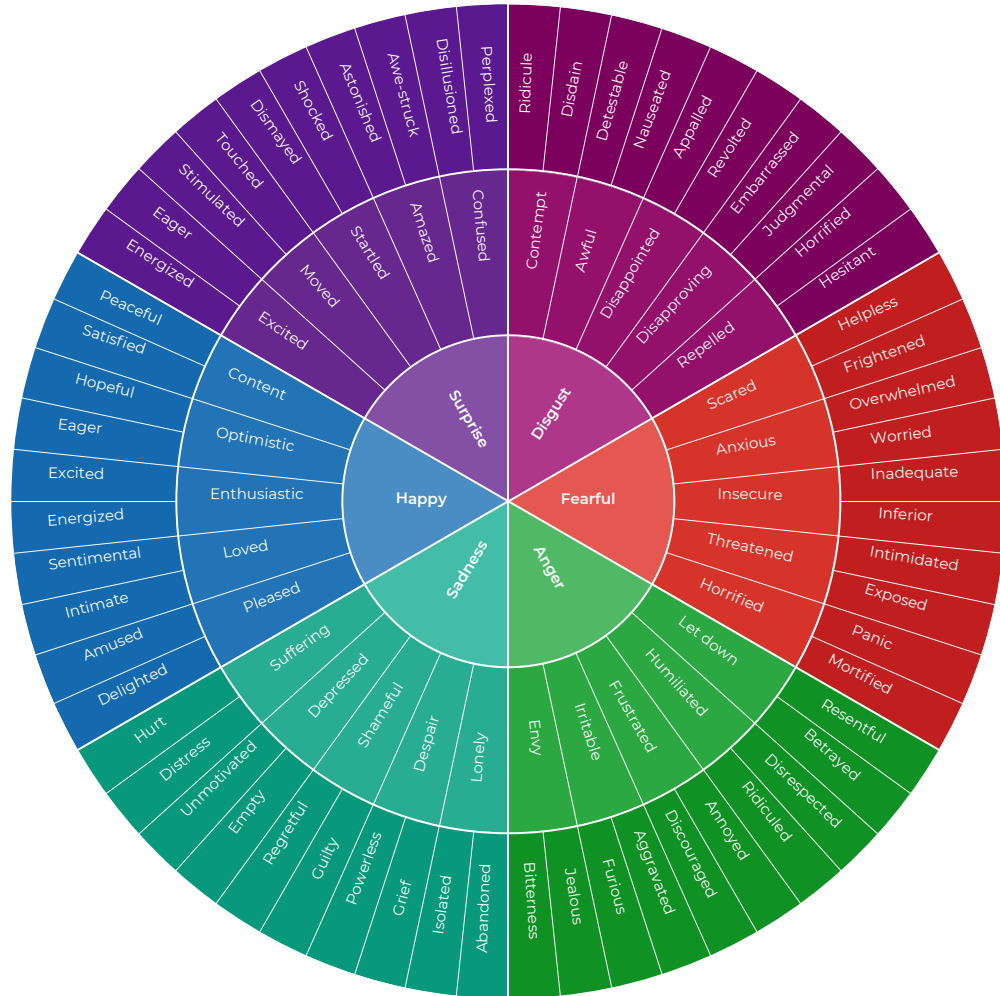 Disgust
Contempt
Awful
Disappointed
Disapproving
Repelled
Ridicule
Disdain
Detestable
Nauseated
Appalled
Revolted
Embarrassed
Judgmental
Horrified
Hesitant
Fearful
Scared
Anxious
Insecure
Threatened
Horrified
Helpless
Frightened
Overwhelmed
Worried
Inadequate
Inferior
Intimidated
Exposed
Panic
Mortified
Anger
Let down
Humiliated
Frustrated
Irritable
Envy
Resentful
Betrayed
Disrespected
Ridiculed
Annoyed
Discouraged
Aggravated
Furious
Jealous
Bitterness
Sadness
Lonely
Despair
Shameful
Depressed
Suffering
Abandoned
Isolated
Grief
Powerless
Guilty
Regretful
Empty
Unmotivated
Distress
Hurt
Happy
Pleased
Loved
Enthusiastic
Optimistic
Content
Delighted
Amused
Intimate
Sentimental
Energized
Excited
Eager
Hopeful
Satisfied
Peaceful
Surprise
Excited
Moved
Startled
Amazed
Confused
Energized
Eager
Stimulated
Touched
Dismayed
Shocked
Astonished
Awe-struck
Disillusioned
Perplexed